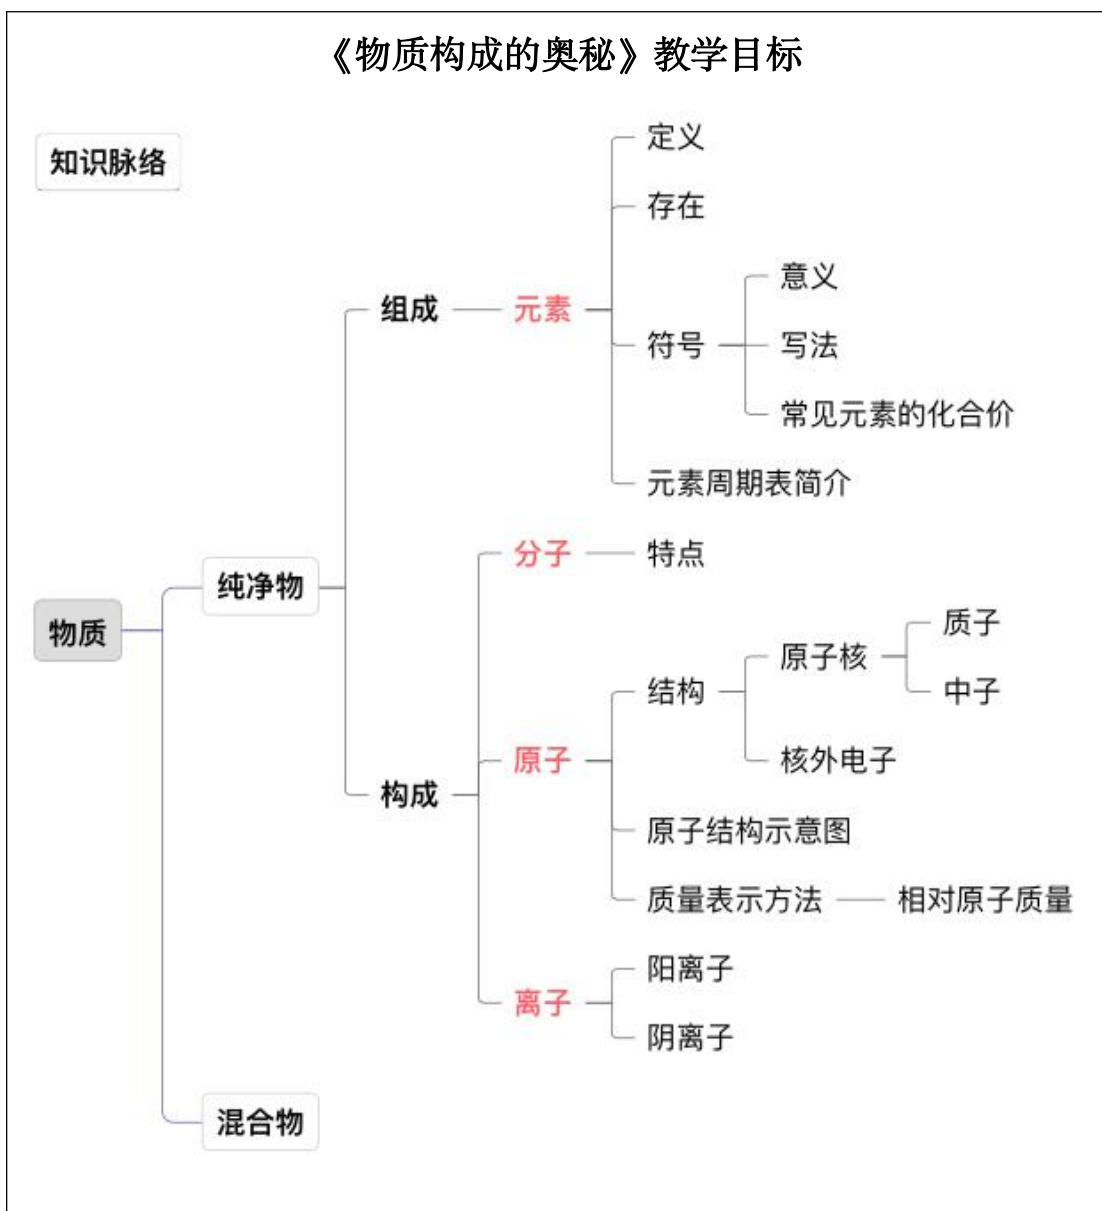 《物质构成的奥秘》教学目标
知识脉络
定义
存在
意义
组成
元素
符号
写法
常见元素的化合价
元素周期表简介
分子
特点
纯净物
物质
质子
原子核
结构
中子
原子
核外电子
构成
原子结构示意图
质量表示方法
相对原子质量
阳离子
离子
阴离子
混合物